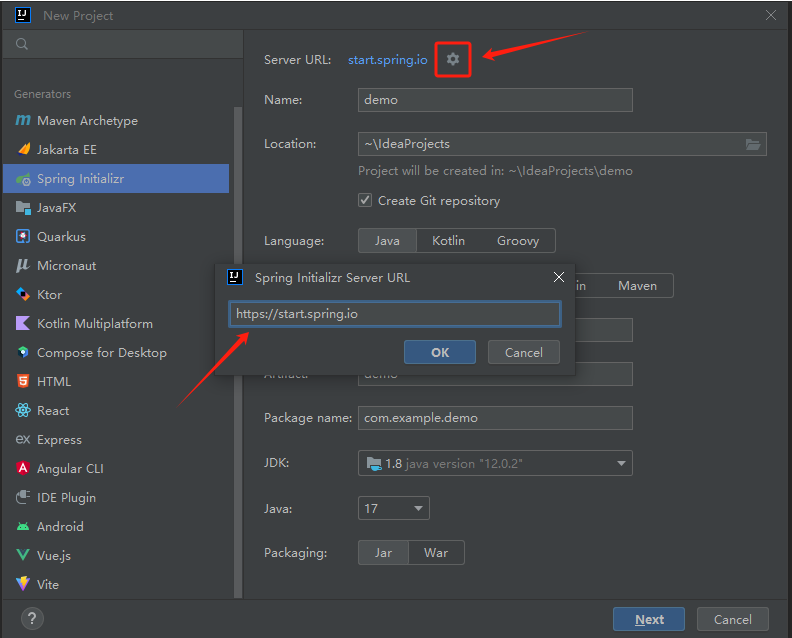 New Project
Generators
Maven Archetype
Jakarta EE
Spring Initializr
JavaFX
Quarkus
Micronaut
Ktor
Kotlin Multiplatform
Compose for Desktop
HTML
React
ex Express
Angular CLI
IDE Plugin
Android
Vue.js
Vite
?
Server URL: start.spring.io
Name: demo
Location: ~\IdeaProjects
Project will be created in: ~\IdeaProjects\demo
Create Git repository
Language: Java Kotlin Groovy
Maven
Spring Initializr Server URL
https://start.spring.io
OK Cancel
Package name: com.example.demo
JDK: 1.8 java version "12.0.2"
Java: 17
Packaging: Jar War
Next Cancel